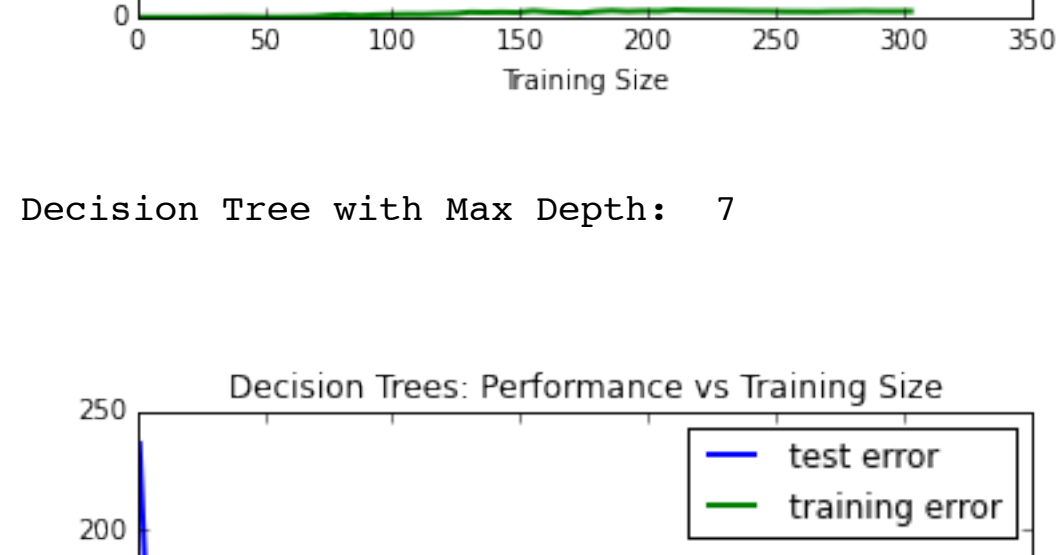 0
0 50 100 150 200 250 300 350
Training Size
Decision Tree with Max Depth:  7
Decision Trees: Performance vs Training Size
250
test error
training error
200